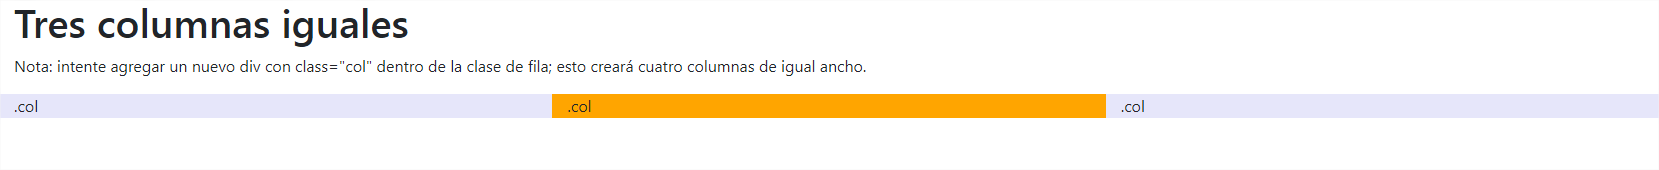 Tres columnas iguales
Nota: intente agregar un nuevo div con class="col" dentro de la clase de fila; esto creará cuatro columnas de igual ancho.
.col .col .col